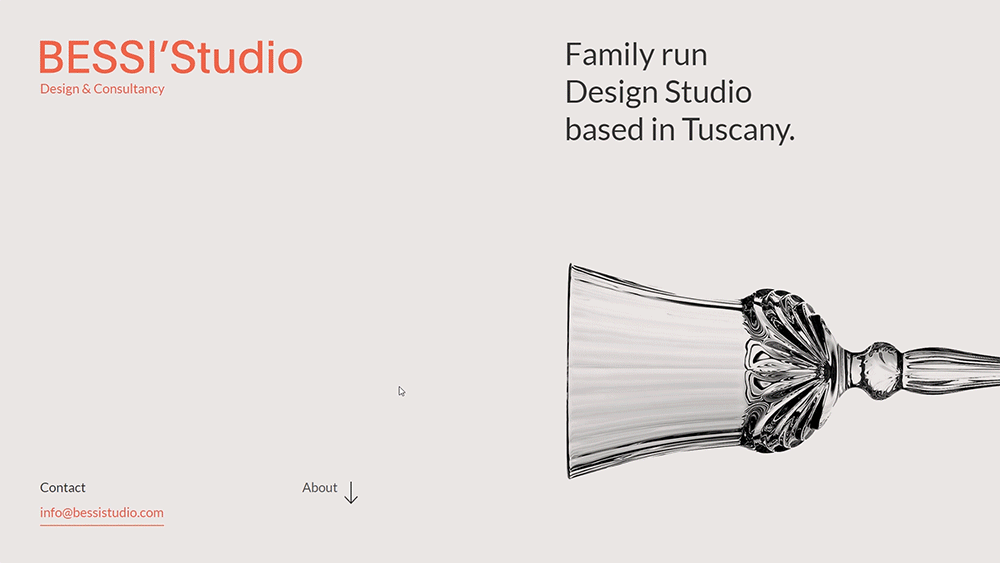 BESSI’Studio
Design & Consultancy
Family run
Design Studio
based in Tuscany.
Contact
info@bessistudio.com
About